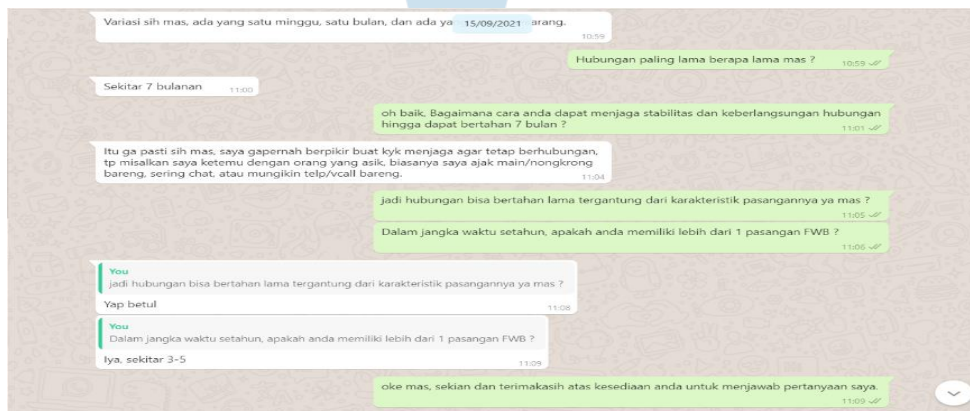 Variasi sih mas, ada yang satu minggu, satu bulan, dan ada ya 15/09/2021 arang.
10:59
Hubungan paling lama berapa lama mas ?
10:59
Sekitar 7 bulanan
11:00
oh baik, Bagaimana cara anda dapat menjaga stabilitas dan keberlangsungan hubungan
hingga dapat bertahan 7 bulan ?
11:01
Itu ga pasti sih mas, saya gapernah berpikir buat kyk menjaga agar tetap berhubungan,
tp misalkan saya ketemu dengan orang yang asik, biasanya saya ajak main/nongkrong
bareng, sering chat, atau mungikin telp/vcall bareng.
11:04
jadi hubungan bisa bertahan lama tergantung dari karakteristik pasangannya ya mas ?
11:05
Dalam jangka waktu setahun, apakah anda memiliki lebih dari 1 pasangan FWB ?
11:06
You
jadi hubungan bisa bertahan lama tergantung dari karakteristik pasangannya ya mas ?
Yap betul
11:08
You
Dalam jangka waktu setahun, apakah anda memiliki lebih dari 1 pasangan FWB ?
Iya, sekitar 3-5
11:09
oke mas, sekian dan terimakasih atas kesediaan anda untuk menjawab pertanyaan saya.
11:09